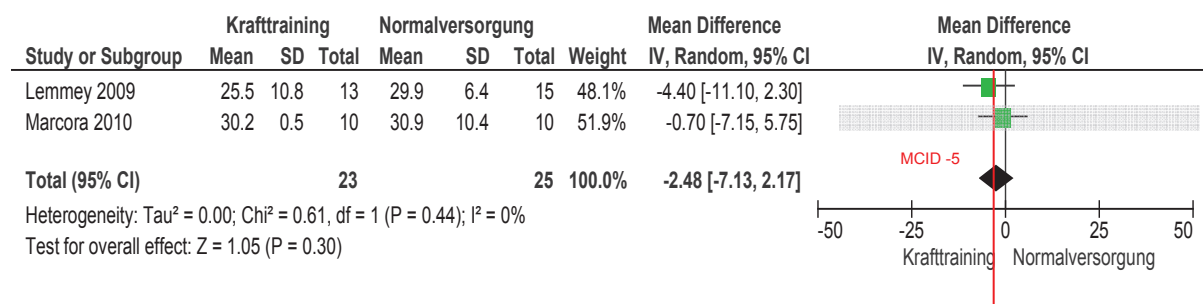 Krafttraining Normalversorgung Mean Difference Mean Difference
Study or Subgroup Mean SD Total Mean SD Total Weight IV, Random, 95% CI IV, Random, 95% CI
Lemmey 2009 25.5 10.8 13 29.9 6.4 15 48.1% -4.40 [-11.10, 2.30]
Marcora 2010 30.2 0.5 10 30.9 10.4 10 51.9% -0.70 [-7.15, 5.75]
MCID -5
Total (95% CI) 23 25 100.0% -2.48 [-7.13, 2.17]
Heterogeneity: Tau² = 0.00; Chi² = 0.61, df = 1 (P = 0.44); I² = 0%
Test for overall effect: Z = 1.05 (P = 0.30)
-50 -25 0 25 50
Krafttraining Normalversorgung